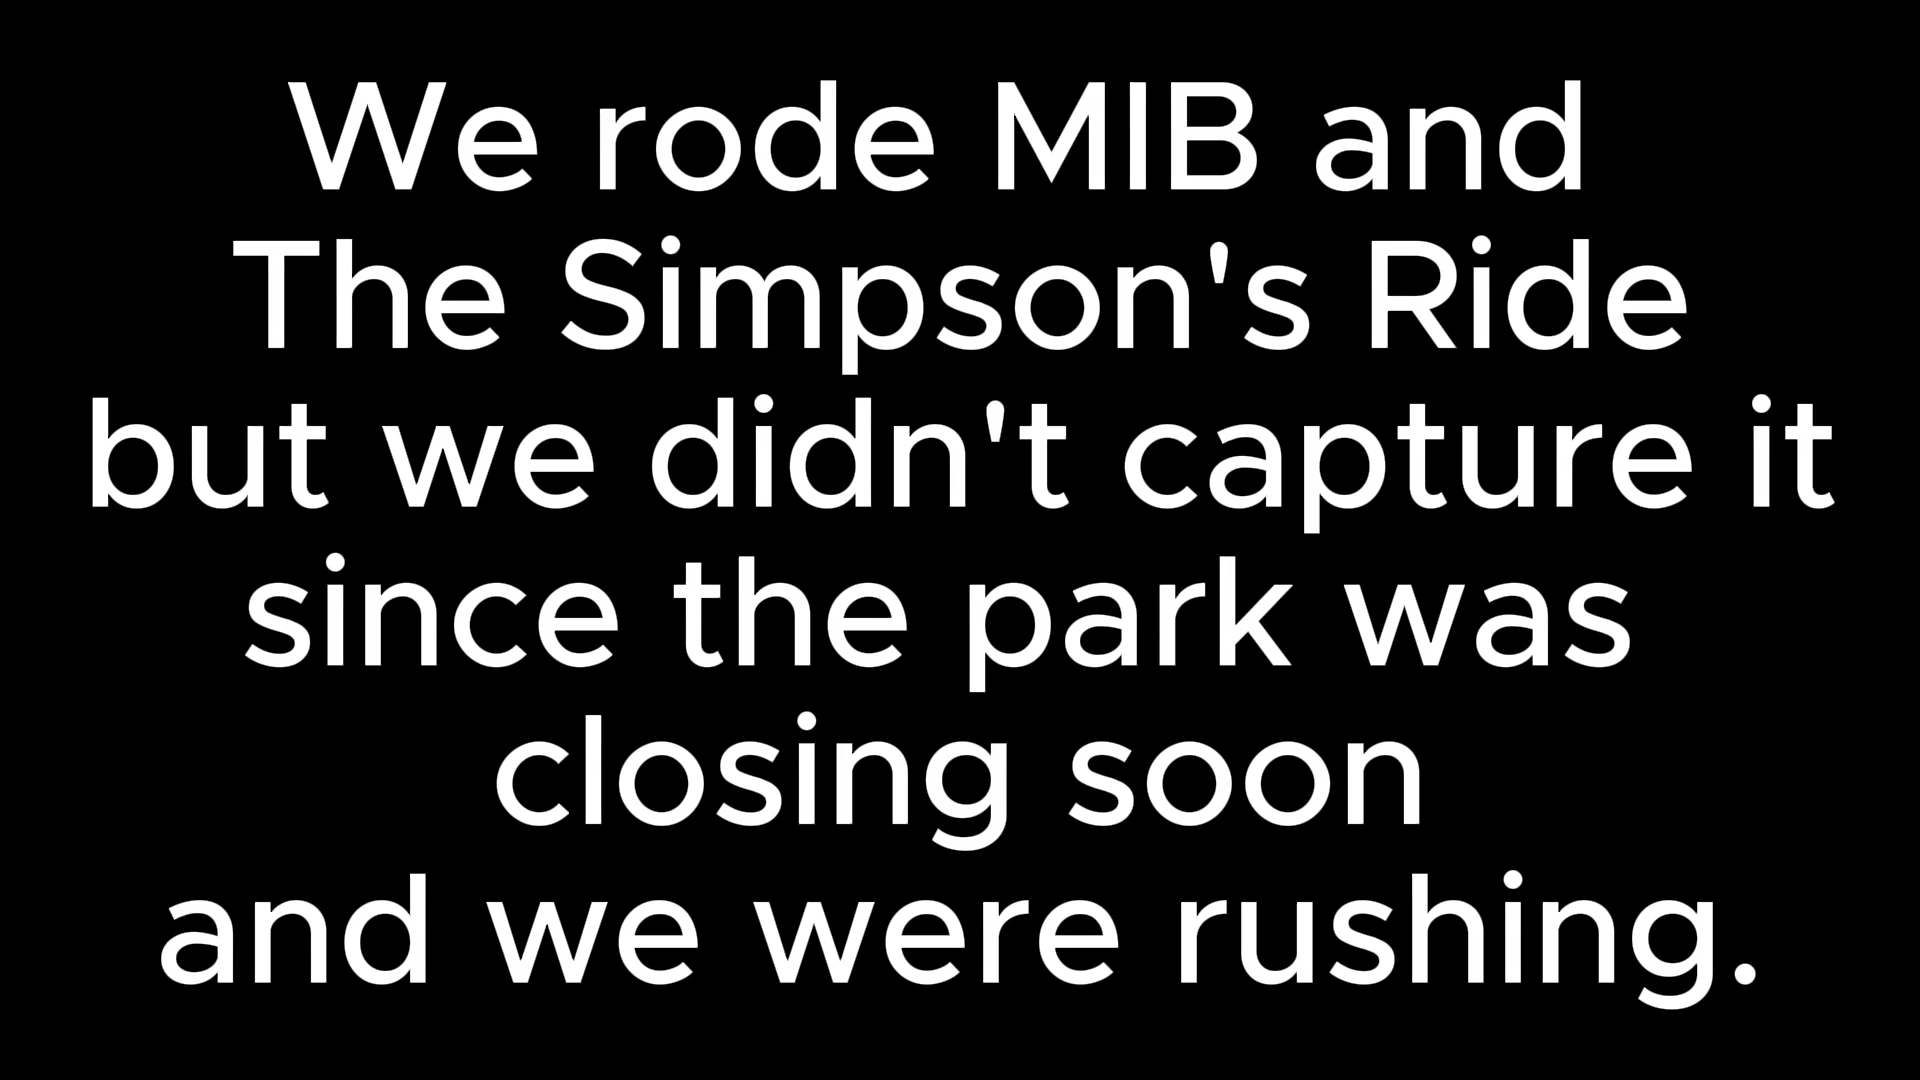 We rode MIB and
The Simpson's Ride
but we didn't capture it
since the park was
closing soon
and we were rushing.